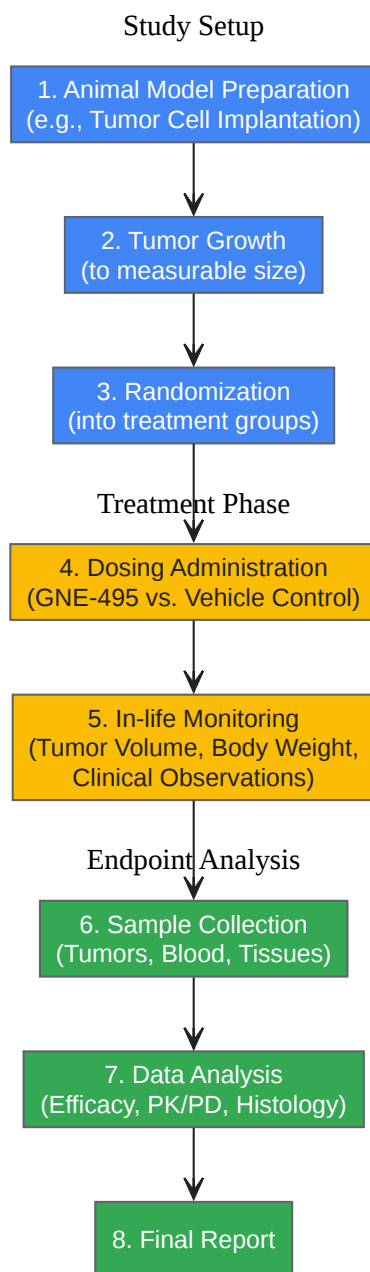 Study Setup
1. Animal Model Preparation
(e.g., Tumor Cell Implantation)
2. Tumor Growth
(to measurable size)
3. Randomization
(into treatment groups)
Treatment Phase
4. Dosing Administration
(GNE-495 vs. Vehicle Control)
5. In-life Monitoring
(Tumor Volume, Body Weight,
Clinical Observations)
Endpoint Analysis
6. Sample Collection
(Tumors, Blood, Tissues)
7. Data Analysis
(Efficacy, PK/PD, Histology)
8. Final Report